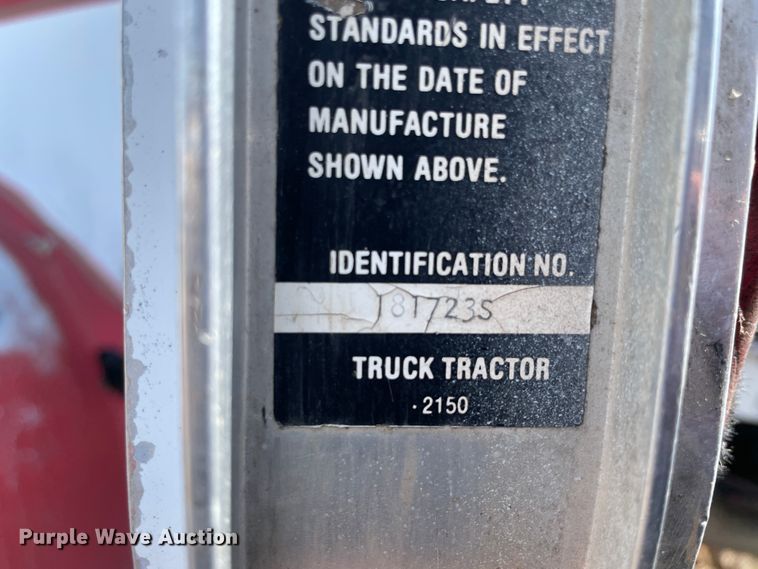 STANDARDS IN EFFECT
ON THE DATE OF
MANUFACTURE
SHOWN ABOVE.
IDENTIFICATION NO.
181723S
TRUCK TRACTOR
·2150
Purple Wave Auction